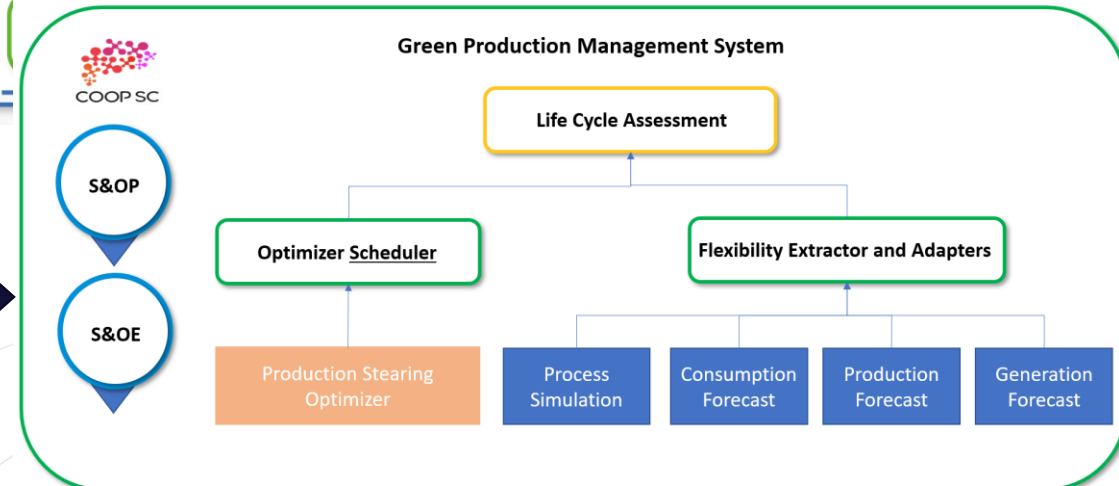 Green Production Management System
COOP SC
Life Cycle Assessment
S&OP
Optimizer Scheduler
Flexibility Extractor and Adapters
S&OE
Production Stearing
Optimizer
Process
Simulation
Consumption
Forecast
Production
Forecast
Generation
Forecast